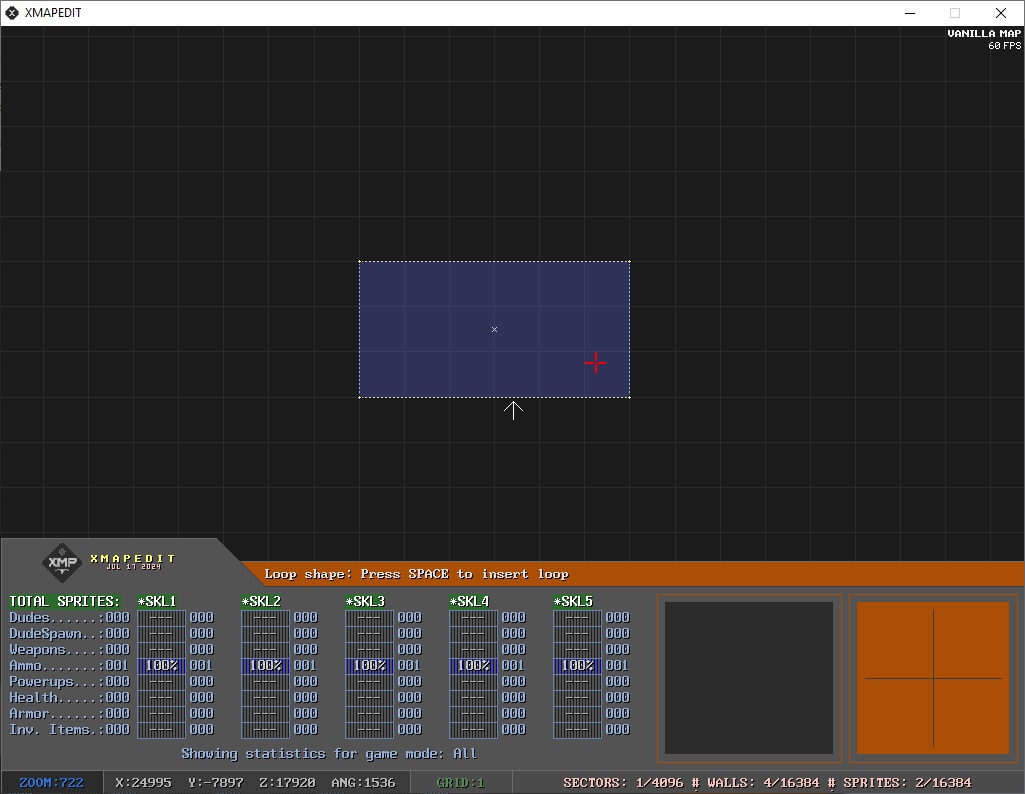 XMAPEDIT
VANILLA MAP
60 FPS
XMP
XMAPEDIT
JUL 17 2024
Loop shape: Press SPACE to insert loop
TOTAL SPRITES: *SKL1 *SKL2 *SKL3 *SKL4 *SKL5
Dudes......:000 --- 000 --- 000 --- 000 --- 000 --- 000
DudeSpawn..:000 --- 000 --- 000 --- 000 --- 000 --- 000
Weapons....:000 --- 000 --- 000 --- 000 --- 000 --- 000
Ammo.......:001 100% 001 100% 001 100% 001 100% 001 100% 001
Powerups...:000 --- 000 --- 000 --- 000 --- 000 --- 000
Health.....:000 --- 000 --- 000 --- 000 --- 000 --- 000
Armor......:000 --- 000 --- 000 --- 000 --- 000 --- 000
Inv. Items.:000 --- 000 --- 000 --- 000 --- 000 --- 000
Showing statistics for game mode: All
ZOOM:722 X:24995 Y:-7897 Z:17920 ANG:1536 GRID:1 SECTORS: 1/4096 # WALLS: 4/16384 # SPRITES: 2/16384